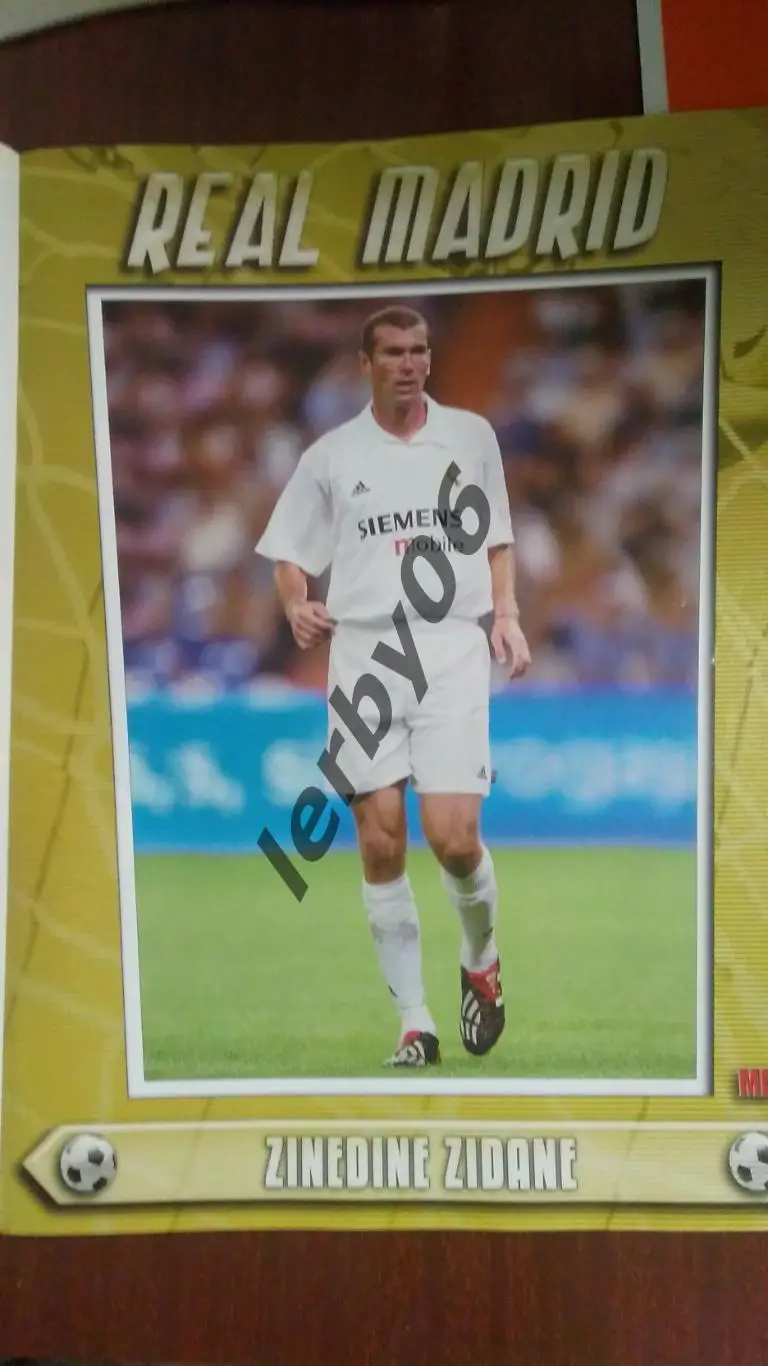 REAL MADRID
SIEMENS
mobile
lerby06
ZINEDINE ZIDANE